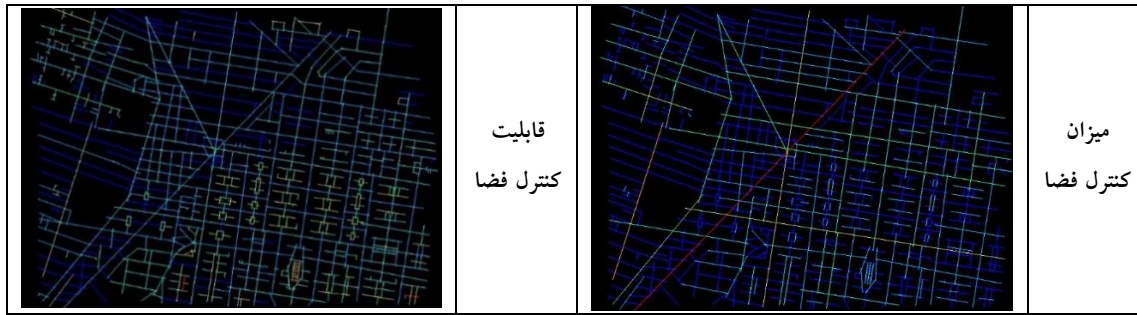 میزان
کنترل فضا
قابلیت
کنترل فضا